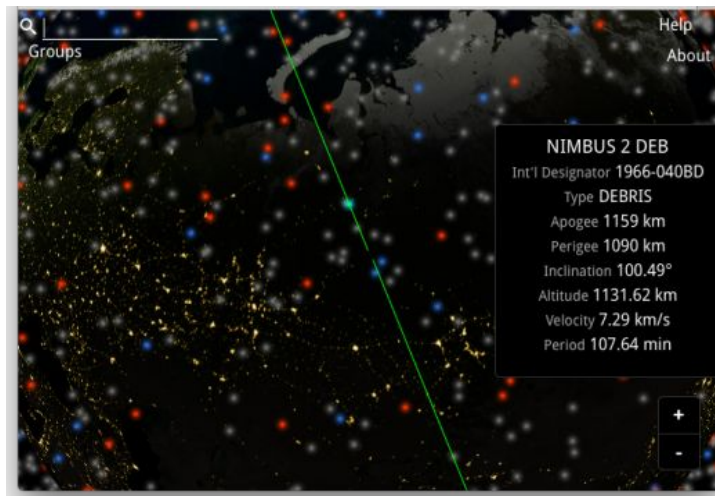 Groups
Help
About
NIMBUS 2 DEB
Int'l Designator 1966-040BD
Type DEBRIS
Apogee 1159 km
Perigee 1090 km
Inclination 100.49°
Altitude 1131.62 km
Velocity 7.29 km/s
Period 107.64 min
+
-